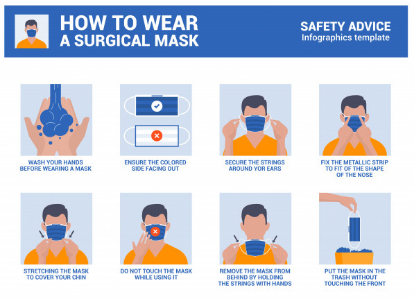 HOW TO WEAR
A SURGICAL MASK
SAFETY ADVICE
Infographics template
WASH YOUR HANDS
BEFORE WEARING A MASK
ENSURE THE COLORED
SIDE FACING OUT
SECURE THE STRINGS
AROUND YOR EARS
FIX THE METALLIC STRIP
TO FIT OF THE SHAPE
OF THE NOSE
STRETCHING THE MASK
TO COVER YOUR CHIN
DO NOT TOUCH THE MASK
WHILE USING IT
REMOVE THE MASK FROM
BEHIND BY HOLDING
THE STRINGS WITH HANDS
PUT THE MASK IN THE
TRASH WITHOUT
TOUCHING THE FRONT